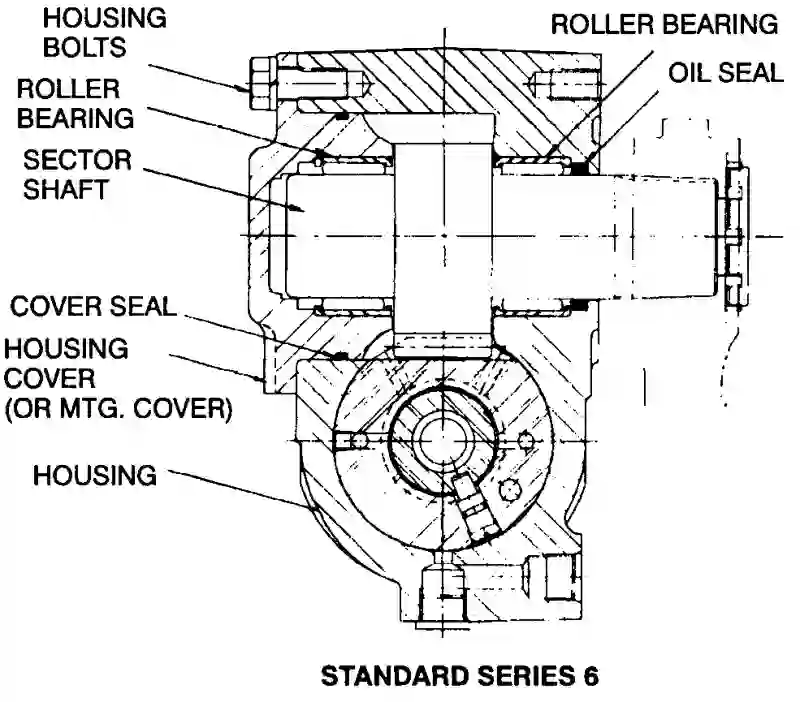 HOUSING
BOLTS
ROLLER
BEARING
SECTOR
SHAFT
COVER SEAL
HOUSING
COVER
(OR MTG. COVER)
HOUSING
ROLLER BEARING
OIL SEAL
STANDARD SERIES 6